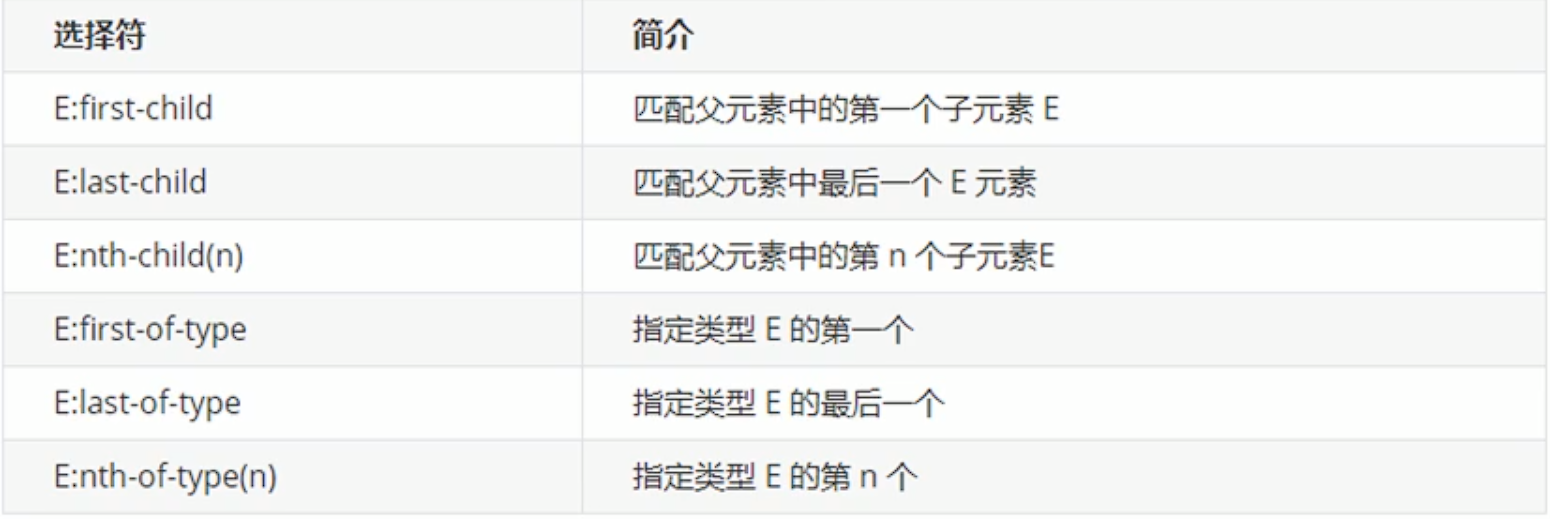 选择符 简介
E:first-child 匹配父元素中的第一个子元素 E
E:last-child 匹配父元素中最后一个 E 元素
E:nth-child(n) 匹配父元素中的第 n 个子元素E
E:first-of-type 指定类型 E 的第一个
E:last-of-type 指定类型 E 的最后一个
E:nth-of-type(n) 指定类型 E 的第 n 个